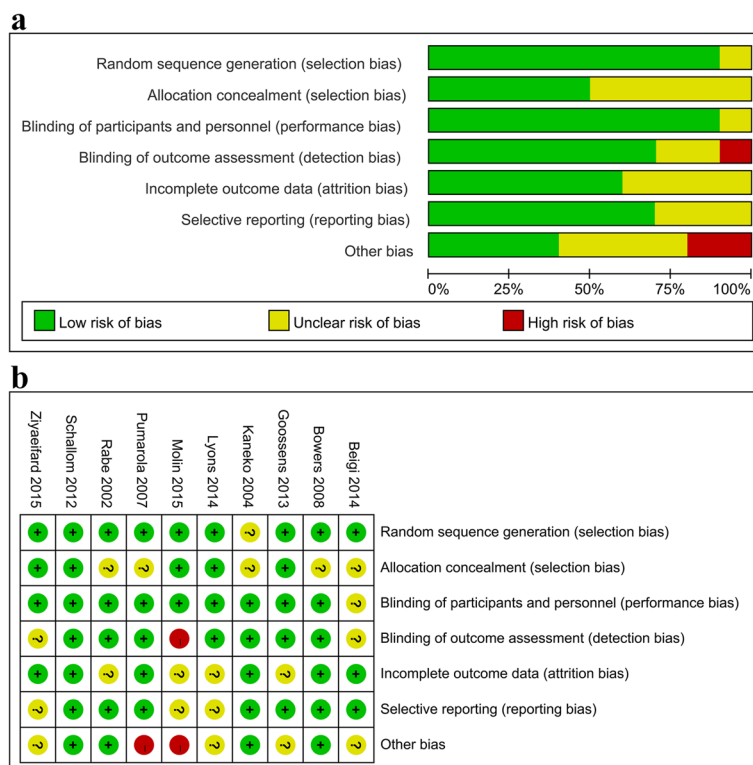 a
Random sequence generation (selection bias)
Allocation concealment (selection bias)
Blinding of participants and personnel (performance bias)
Blinding of outcome assessment (detection bias)
Incomplete outcome data (attrition bias)
Selective reporting (reporting bias)
Other bias
0% 25% 50% 75% 100%
Low risk of bias Unclear risk of bias High risk of bias
b
Ziyaeifard 2015
Schallom 2012
Rabe 2002
Pumarola 2007
Molin 2015
Lyons 2014
Kaneko 2004
Goossens 2013
Bowers 2008
Beigi 2014
+ + + + + + ? + + + Random sequence generation (selection bias)
+ + ? ? + + ? + ? ? Allocation concealment (selection bias)
+ + + + + + + + + ? Blinding of participants and personnel (performance bias)
? + + + – + + + + ? Blinding of outcome assessment (detection bias)
+ + ? + ? ? + ? + + Incomplete outcome data (attrition bias)
? + + + ? ? + + + + Selective reporting (reporting bias)
? + + – – ? + ? + ? Other bias